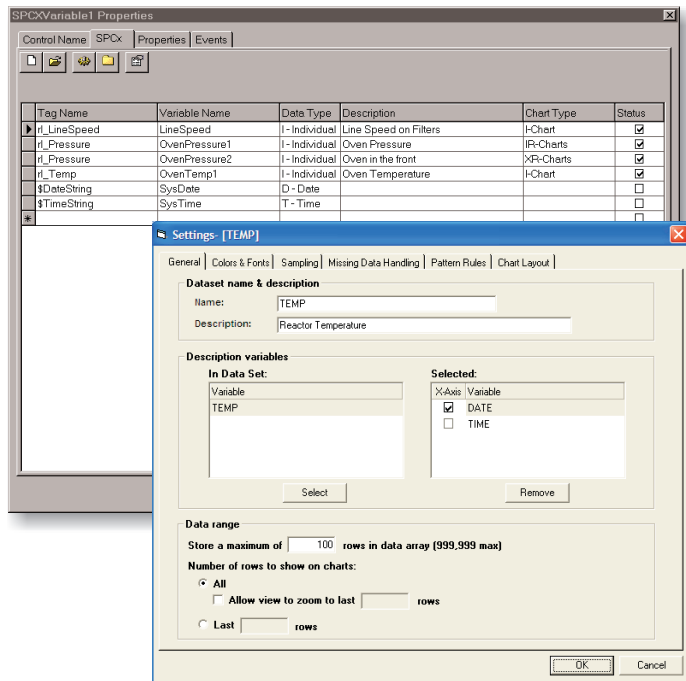 SPCXVariable1 Properties
Control Name SPCx Properties Events
Tag Name Variable Name Data Type Description Chart Type Status
rl_LineSpeed LineSpeed I - Individual Line Speed on Filters I-Chart
rl_Pressure OvenPressure1 I - Individual Oven Pressure IR-Charts
rl_Pressure OvenPressure2 I - Individual Oven in the front XR-Charts
rl_Temp OvenTemp1 I - Individual Oven Temperature I-Chart
$DateString SysDate D - Date
$TimeString SysTime T - Time
Settings- [TEMP]
General Colors & Fonts Sampling Missing Data Handling Pattern Rules Chart Layout
Dataset name & description
Name: TEMP
Description: Reactor Temperature
Description variables
In Data Set: Selected:
Variable X-Axis Variable
TEMP DATE
TIME
Select Remove
Data range
Store a maximum of 100 rows in data array (999,999 max)
Number of rows to show on charts:
All
Allow view to zoom to last rows
Last rows
OK Cancel